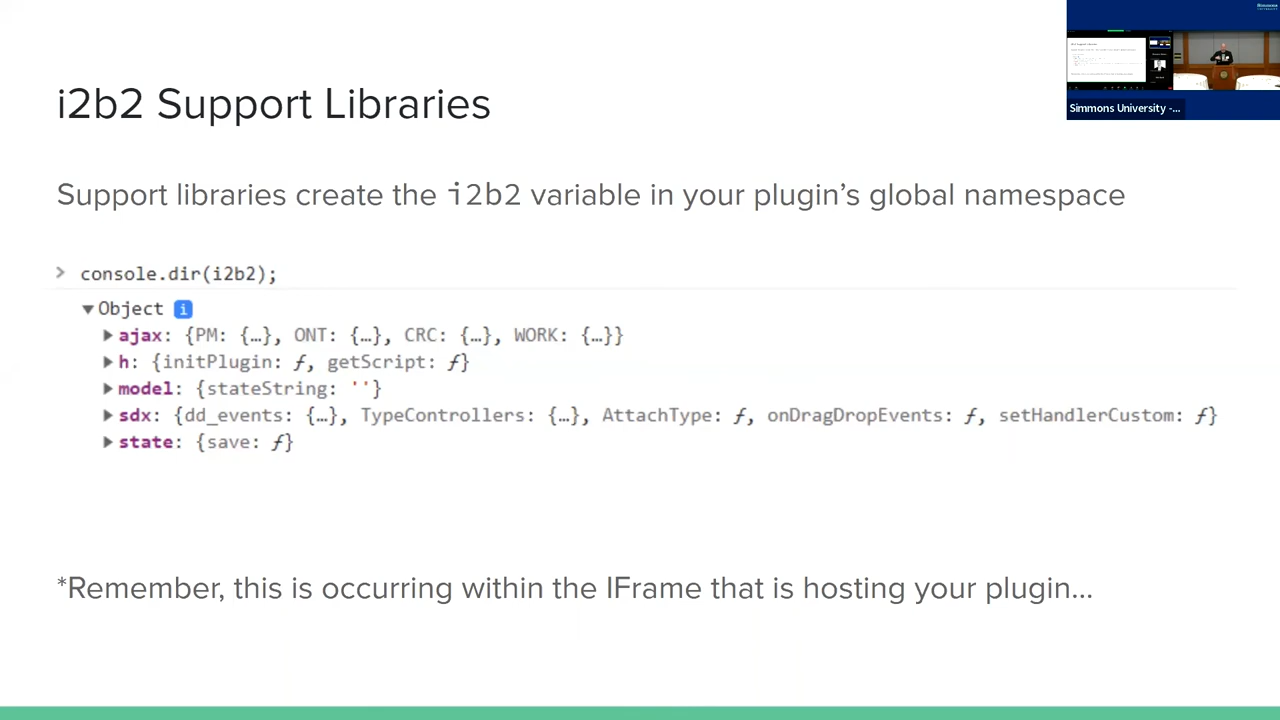 Simmons
UNIVERSITY
Simmons University -...
i2b2 Support Libraries
Support libraries create the i2b2 variable in your plugin’s global namespace
> console.dir(i2b2);
▼Object i
▶ajax: {PM: {…}, ONT: {…}, CRC: {…}, WORK: {…}}
▶h: {initPlugin: ƒ, getScript: ƒ}
▶model: {stateString: ''}
▶sdx: {dd_events: {…}, TypeControllers: {…}, AttachType: ƒ, onDragDropEvents: ƒ, setHandlerCustom: ƒ}
▶state: {save: ƒ}
*Remember, this is occurring within the IFrame that is hosting your plugin...